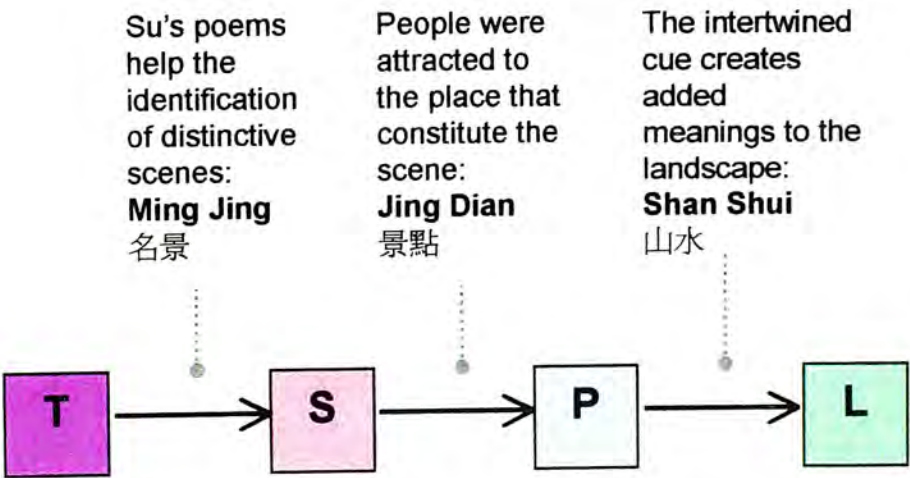 Su's poems
help the
identification
of distinctive
scenes:
Ming Jing
名景
People were
attracted to
the place that
constitute the
scene:
Jing Dian
景點
The intertwined
cue creates
added
meanings to the
landscape:
Shan Shui
山水
T
S
P
L